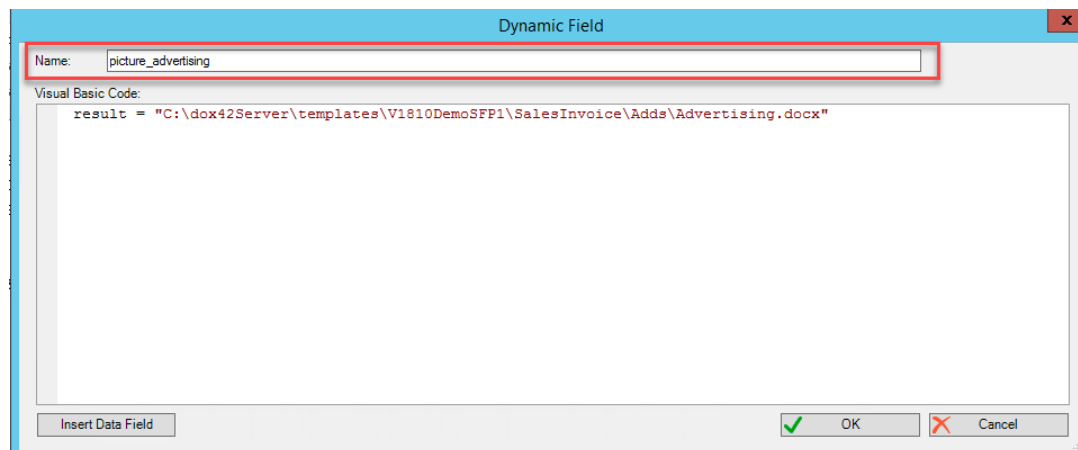 Dynamic Field
x
Name: picture_advertising
Visual Basic Code:
result = "C:\dox42Server\templates\V1810DemoSFP1\SalesInvoice\Adds\Advertising.docx"
Insert Data Field OK Cancel